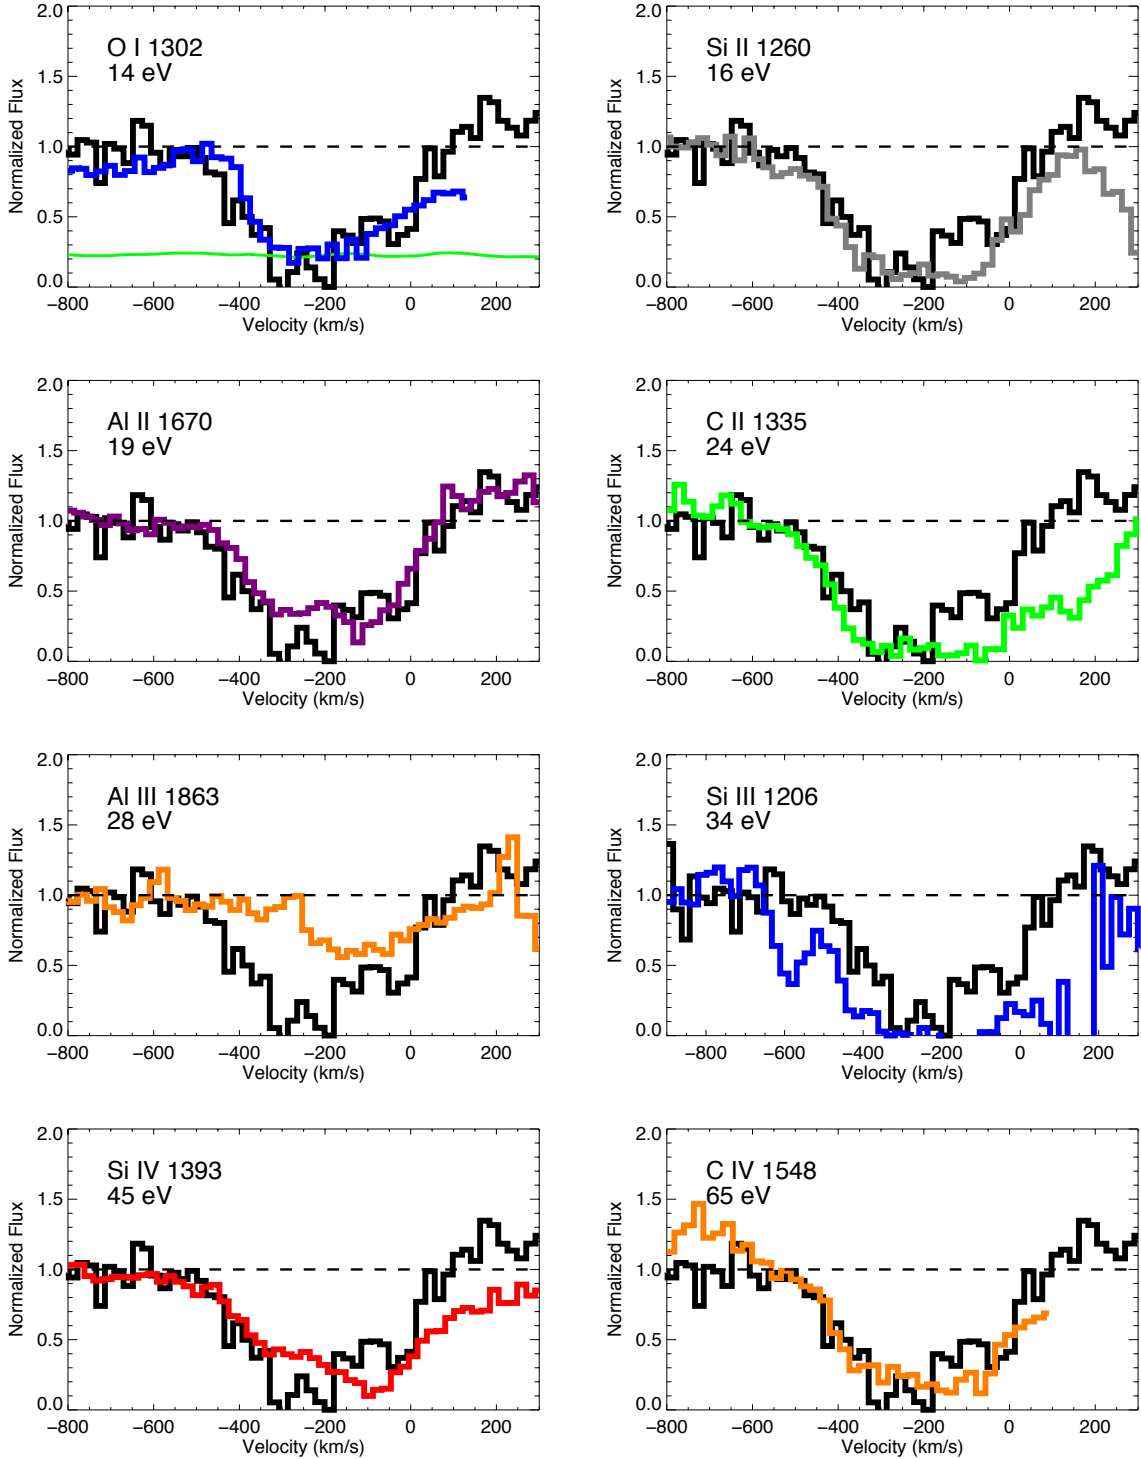 O I 1302
14 eV
2.0
1.5
1.0
0.5
0.0
Normalized Flux
−800 −600 −400 −200 0 200
Velocity (km/s)
Si II 1260
16 eV
2.0
1.5
1.0
0.5
0.0
Normalized Flux
−800 −600 −400 −200 0 200
Velocity (km/s)
Al II 1670
19 eV
2.0
1.5
1.0
0.5
0.0
Normalized Flux
−800 −600 −400 −200 0 200
Velocity (km/s)
C II 1335
24 eV
2.0
1.5
1.0
0.5
0.0
Normalized Flux
−800 −600 −400 −200 0 200
Velocity (km/s)
Al III 1863
28 eV
2.0
1.5
1.0
0.5
0.0
Normalized Flux
−800 −600 −400 −200 0 200
Velocity (km/s)
Si III 1206
34 eV
2.0
1.5
1.0
0.5
0.0
Normalized Flux
−800 −600 −400 −200 0 200
Velocity (km/s)
Si IV 1393
45 eV
2.0
1.5
1.0
0.5
0.0
Normalized Flux
−800 −600 −400 −200 0 200
Velocity (km/s)
C IV 1548
65 eV
2.0
1.5
1.0
0.5
0.0
Normalized Flux
−800 −600 −400 −200 0 200
Velocity (km/s)